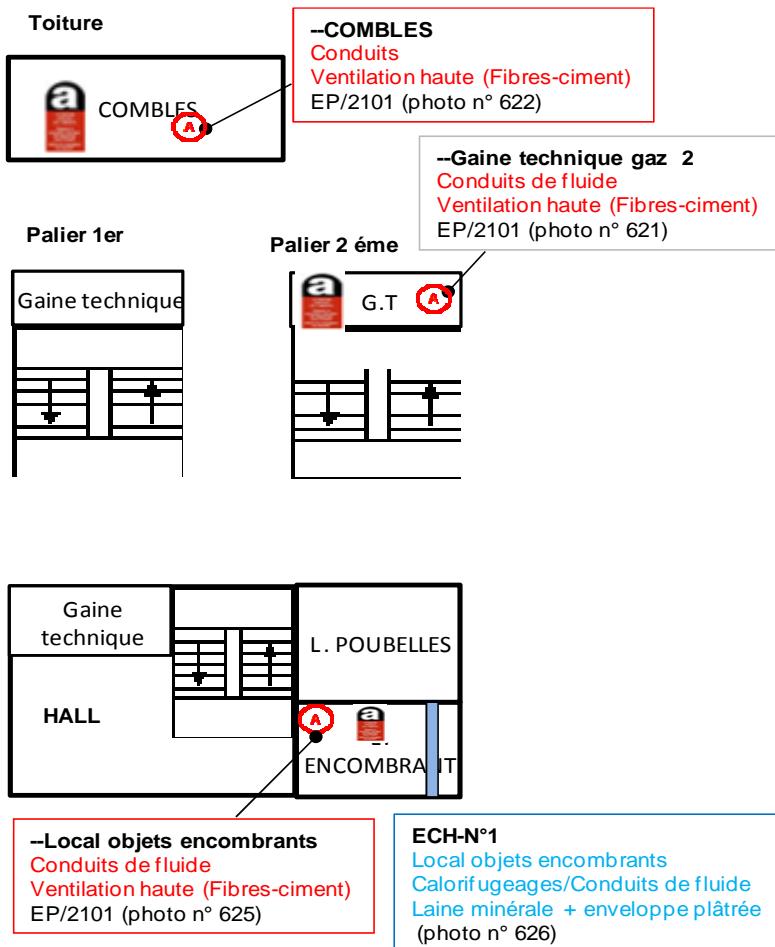 Toiture
--COMBLES
Conduits
Ventilation haute (Fibres-ciment)
EP/2101 (photo n° 622)
a
COMBLES
A
--Gaine technique gaz 2
Conduits de fluide
Ventilation haute (Fibres-ciment)
EP/2101 (photo n° 621)
Palier 1er
Palier 2 éme
Gaine technique
a
G.T
A
Gaine
technique
L. POUBELLES
HALL
A
a
ENCOMBRANT
--Local objets encombrants
Conduits de fluide
Ventilation haute (Fibres-ciment)
EP/2101 (photo n° 625)
ECH-N°1
Local objets encombrants
Calorifugeages/Conduits de fluide
Laine minérale + enveloppe plâtrée
(photo n° 626)